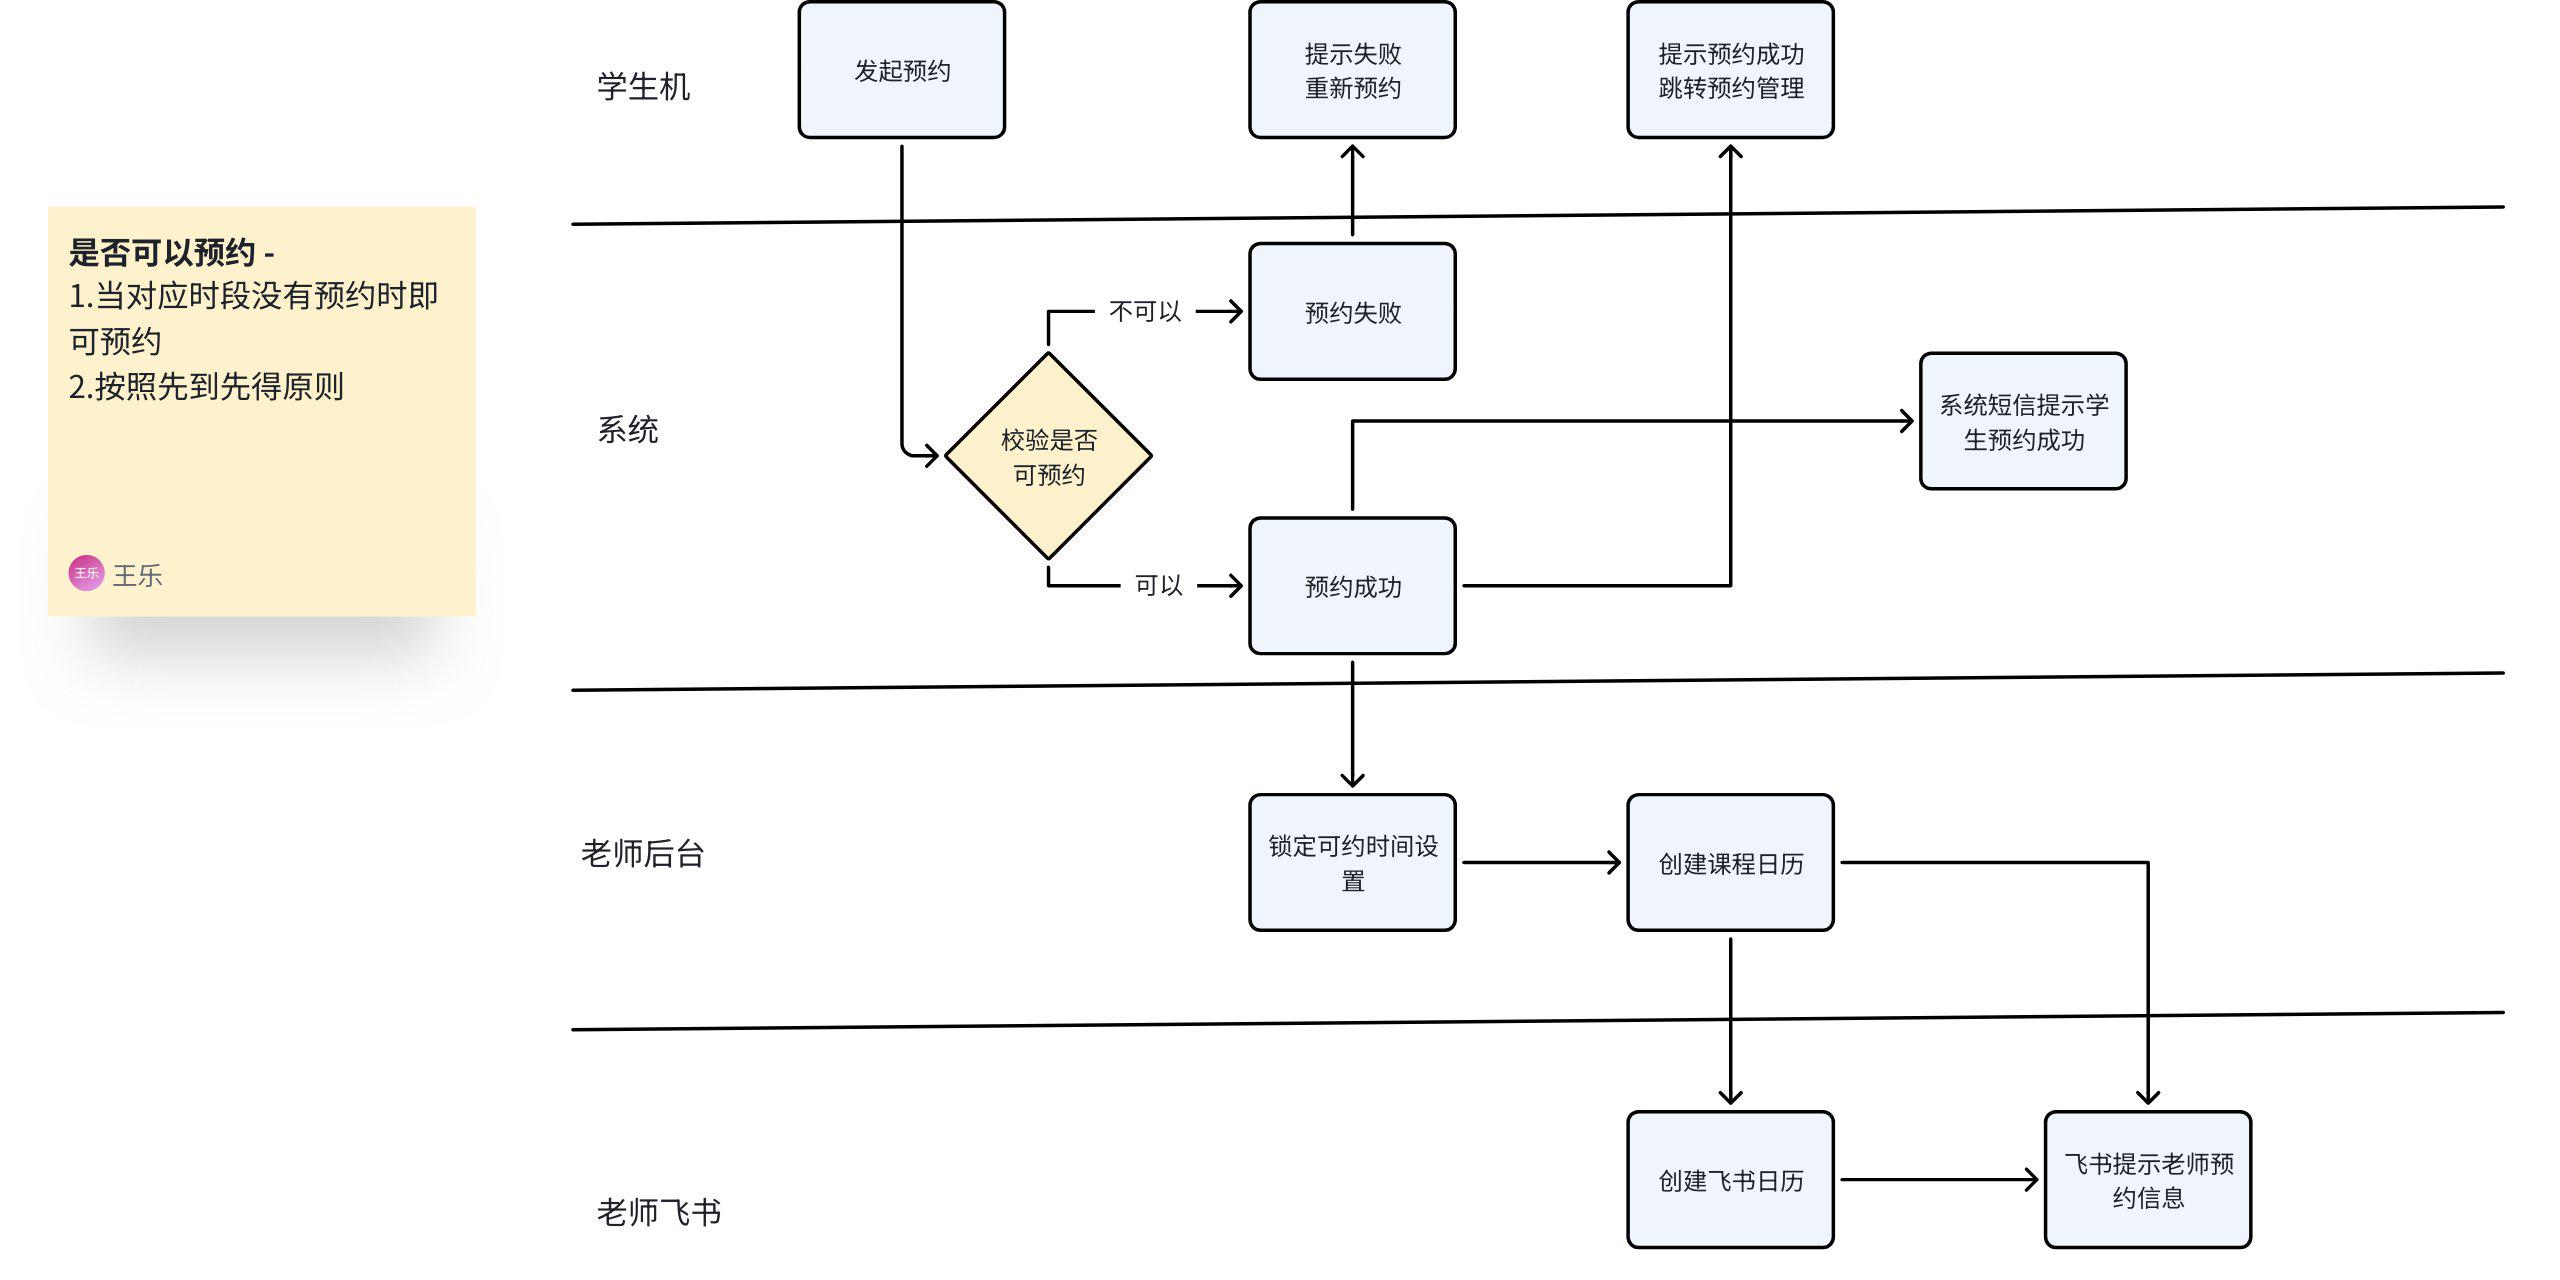 发起预约
提示失败
重新预约
提示预约成功
跳转预约管理
学生机
是否可以预约 -
1.当对应时段没有预约时即
可预约
2.按照先到先得原则
王乐
王乐
不可以
预约失败
系统
校验是否
可预约
系统短信提示学
生预约成功
可以
预约成功
老师后台
锁定可约时间设
置
创建课程日历
老师飞书
创建飞书日历
飞书提示老师预
约信息